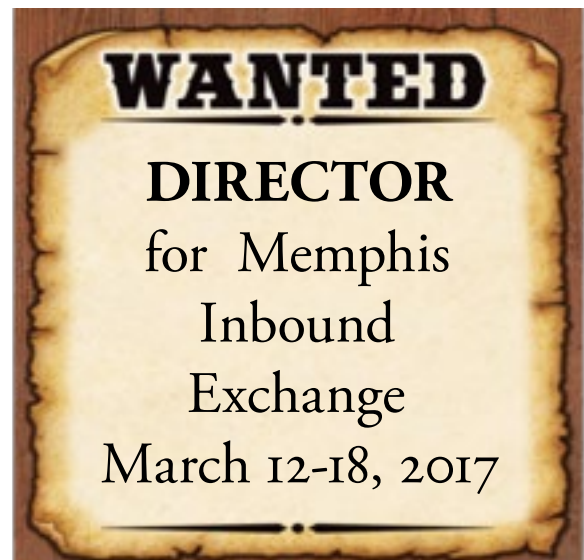 WANTED
DIRECTOR
for Memphis
Inbound
Exchange
March 12-18, 2017